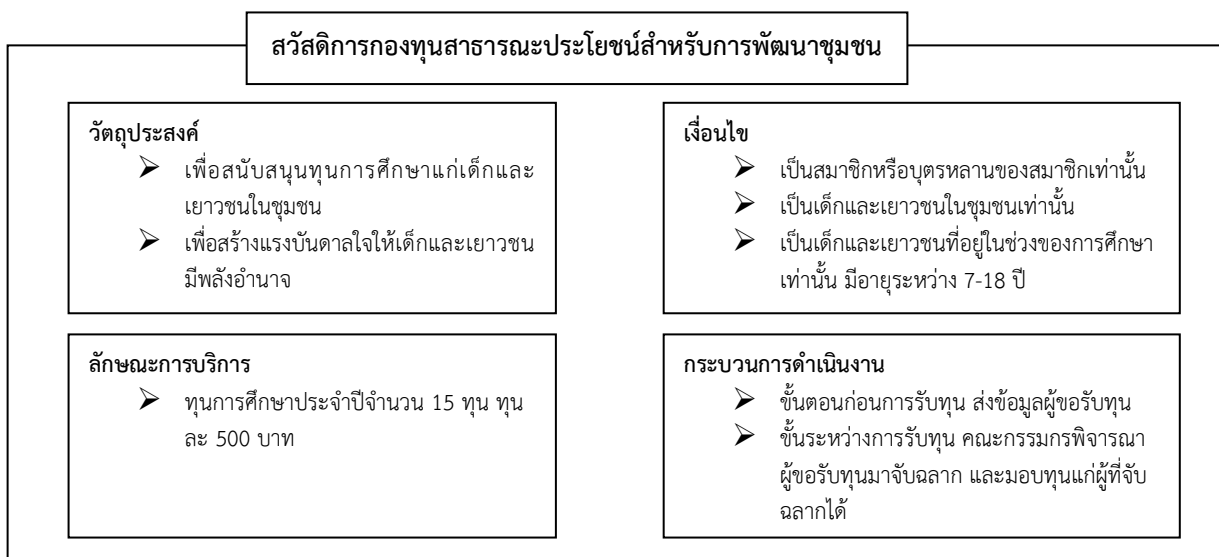 สวัสดิการกองทุนสาธารณะประโยชน์สำหรับการพัฒนาชุมชน
วัตถุประสงค์
➢ เพื่อสนับสนุนทุนการศึกษาแก่เด็กและ
เยาวชนในชุมชน
➢ เพื่อสร้างแรงบันดาลใจให้เด็กและเยาวชน
มีพลังอำนาจ
เงื่อนไข
➢ เป็นสมาชิกหรือบุตรหลานของสมาชิกเท่านั้น
➢ เป็นเด็กและเยาวชนในชุมชนเท่านั้น
➢ เป็นเด็กและเยาวชนที่อยู่ในช่วงของการศึกษา
เท่านั้น มีอายุระหว่าง 7-18 ปี
ลักษณะการบริการ
➢ ทุนการศึกษาประจำปีจำนวน 15 ทุน ทุน
ละ 500 บาท
กระบวนการดำเนินงาน
➢ ขั้นตอนก่อนการรับทุน ส่งข้อมูลผู้ขอรับทุน
➢ ขั้นระหว่างการรับทุน คณะกรรมกรพิจารณา
ผู้ขอรับทุนมาจับฉลาก และมอบทุนแก่ผู้ที่จับ
ฉลากได้